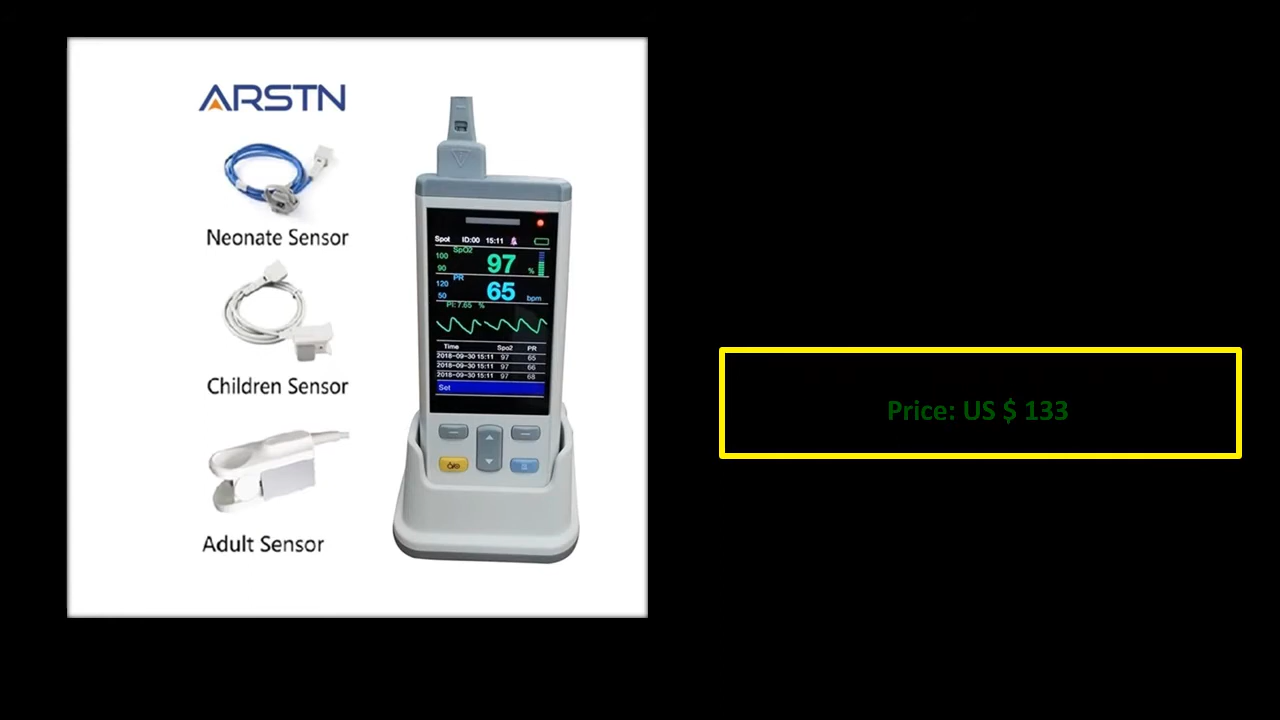 ARSTN
Neonate Sensor
Children Sensor
Adult Sensor
Spot ID:00 15:11
SpO2
100
90
97
%
PR
120
50
65
bpm
PI:7.65 %
Time Spo2 PR
2018-09-30 15:11 97 65
2018-09-30 15:11 97 66
2018-09-30 15:11 97 68
Set
Price: US $ 133